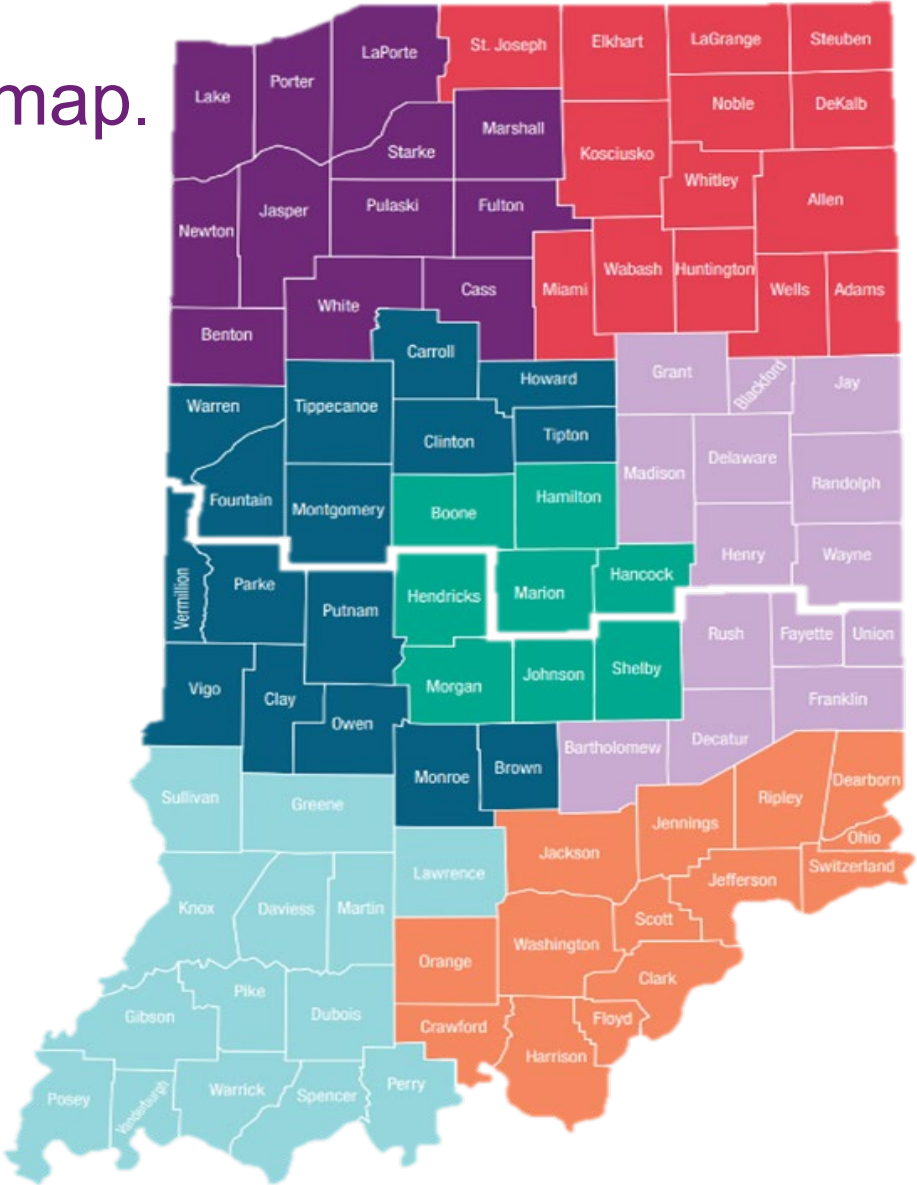 map.
Lake
Porter
LaPorte
St. Joseph
Elkhart
LaGrange
Steuben
Noble
DeKalb
Starke
Marshall
Kosciusko
Whitley
Allen
Newton
Jasper
Pulaski
Fulton
White
Cass
Miami
Wabash
Huntington
Wells
Adams
Benton
Carroll
Howard
Grant
Blackford
Jay
Warren
Tippecanoe
Clinton
Tipton
Madison
Delaware
Randolph
Fountain
Montgomery
Boone
Hamilton
Henry
Wayne
Vermillion
Parke
Putnam
Hendricks
Marion
Hancock
Rush
Fayette
Union
Vigo
Clay
Owen
Morgan
Johnson
Shelby
Franklin
Monroe
Brown
Bartholomew
Decatur
Sullivan
Greene
Jennings
Ripley
Dearborn
Ohio
Lawrence
Jackson
Jefferson
Switzerland
Knox
Daviess
Martin
Scott
Orange
Washington
Clark
Gibson
Pike
Dubois
Crawford
Floyd
Harrison
Posey
Vanderburgh
Warrick
Spencer
Perry